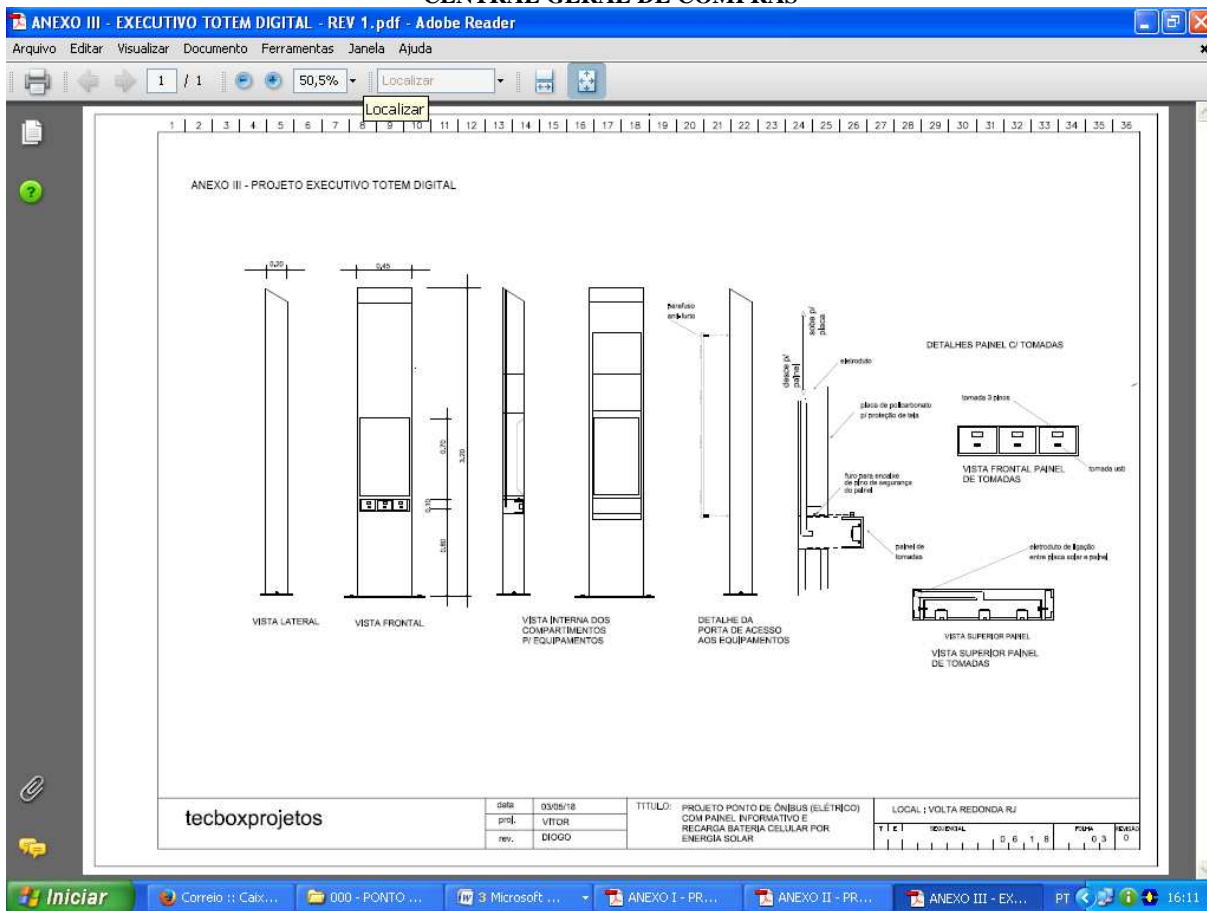 CENTRAL GERAL DE COMPRAS
ANEXO III - EXECUTIVO TOTEM DIGITAL - REV 1.pdf - Adobe Reader
Arquivo Editar Visualizar Documento Ferramentas Janela Ajuda
1 / 1 50,5% Localizar
Localizar
1 2 3 4 5 6 7 8 9 10 11 12 13 14 15 16 17 18 19 20 21 22 23 24 25 26 27 28 29 30 31 32 33 34 35 36
ANEXO III - PROJETO EXECUTIVO TOTEM DIGITAL
0,20
0,45
parafuso
anti-furto
sobe p/
placa
desce p/
painel
eletroduto
DETALHES PAINEL C/ TOMADAS
placa de policarbonato
p/ proteção de tela
tomada 3 pinos
0,70
3,20
furo para encaixe
de pino de segurança
do painel
VISTA FRONTAL PAINEL
DE TOMADAS
tomada usb
0,10
0,80
painel de
tomadas
eletroduto de ligação
entre placa solar e painel
VISTA LATERAL
VISTA FRONTAL
VISTA INTERNA DOS
COMPARTIMENTOS
P/ EQUIPAMENTOS
DETALHE DA
PORTA DE ACESSO
AOS EQUIPAMENTOS
VISTA SUPERIOR PAINEL
VISTA SUPERIOR PAINEL
DE TOMADAS
tecboxprojetos
data 03/05/18
proj. VITOR
rev. DIOGO
TITULO: PROJETO PONTO DE ÔNIBUS (ELÉTRICO)
COM PAINEL INFORMATIVO E
RECARGA BATERIA CELULAR POR
ENERGIA SOLAR
LOCAL : VOLTA REDONDA RJ
T E SEQUENCIAL FOLHA REVISÃO
0 6 1 8 0 3 0
Iniciar Correio :: Caix... 000 - PONTO ... 3 Microsoft ... ANEXO I - PR... ANEXO II - PR... ANEXO III - EX... PT 16:11